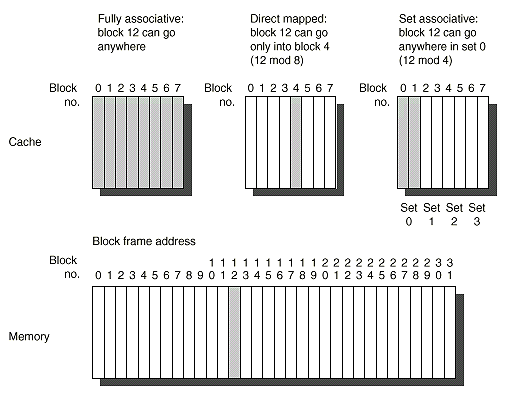 Fully associative:
block 12 can go
anywhere
Direct mapped:
block 12 can go
only into block 4
(12 mod 8)
Set associative:
block 12 can go
anywhere in set 0
(12 mod 4)
Block
no.
0 1 2 3 4 5 6 7
Block
no.
0 1 2 3 4 5 6 7
Block
no.
0 1 2 3 4 5 6 7
Cache
Set Set Set Set
0 1 2 3
Block frame address
Block
no.
1 1 1 1 1 1 1 1 1 1 2 2 2 2 2 2 2 2 2 2 3 3
0 1 2 3 4 5 6 7 8 9 0 1 2 3 4 5 6 7 8 9 0 1 2 3 4 5 6 7 8 9 0 1
Memory